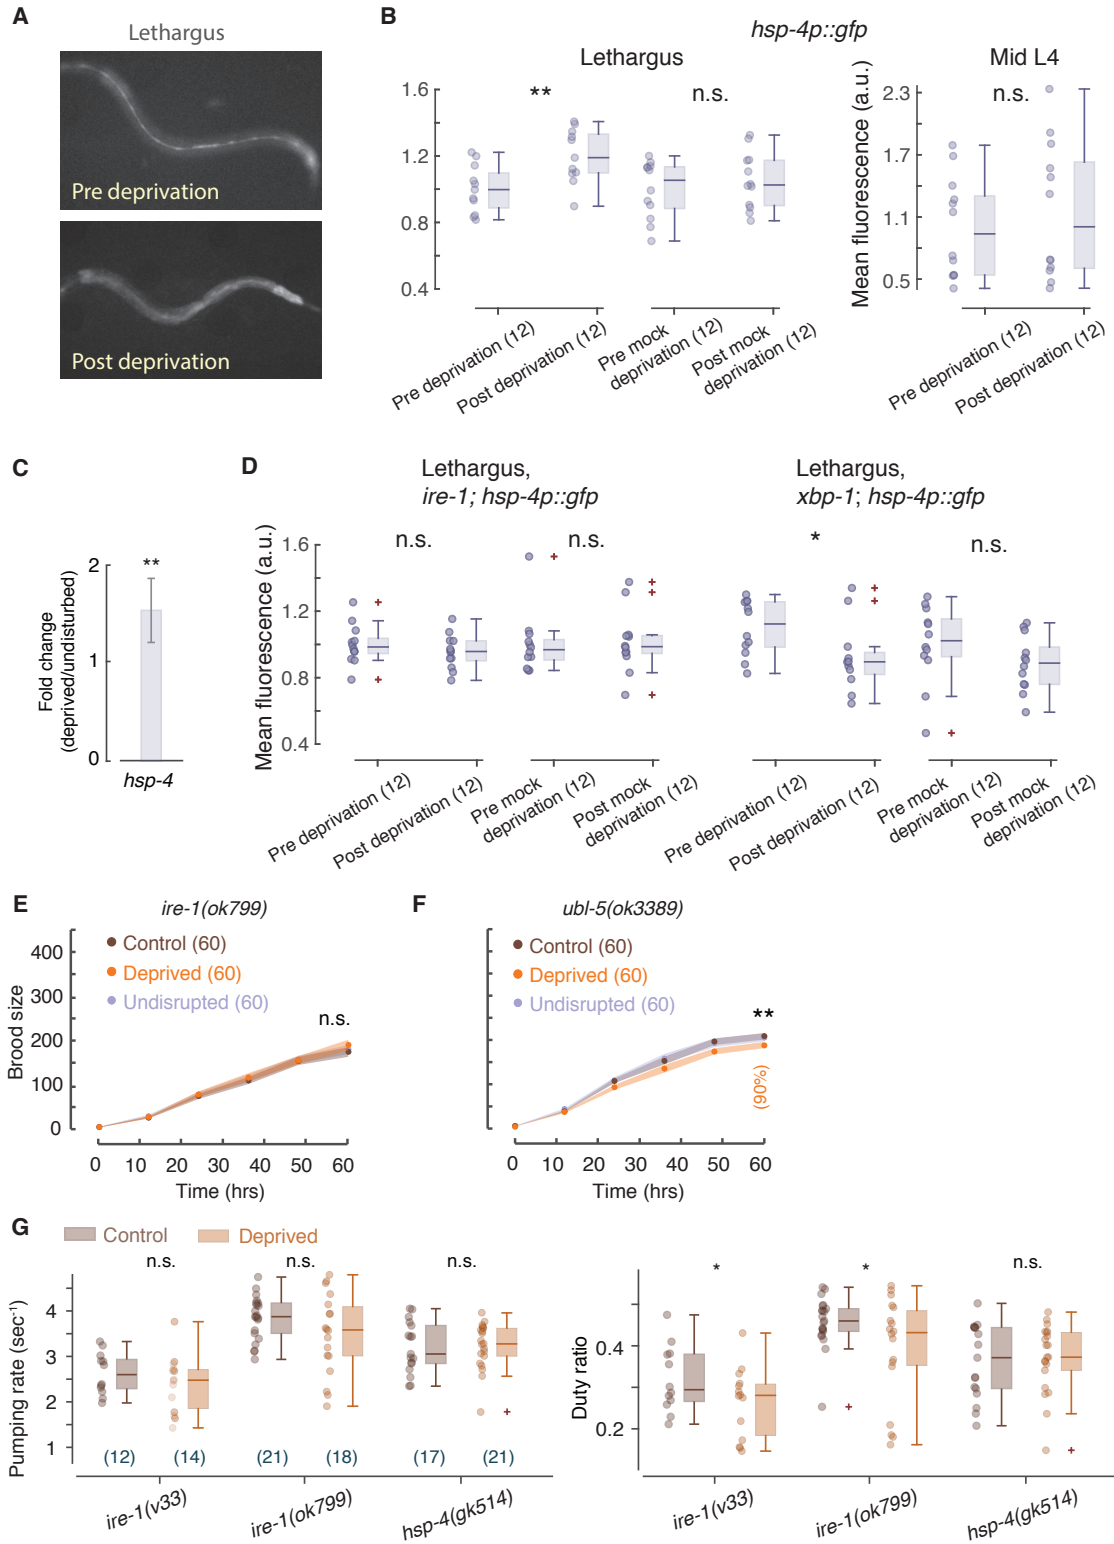 A
Lethargus
Pre deprivation
Post deprivation
B
hsp-4p::gfp
Lethargus
Mid L4
Mean fluorescence (a.u.)
1.6
1.2
0.8
0.4
**
n.s.
2.3
1.7
1.1
0.5
n.s.
Pre deprivation (12)
Post deprivation (12)
Pre mock
deprivation (12)
Post mock
deprivation (12)
Pre deprivation (12)
Post deprivation (12)
C
Fold change
(deprived/undisturbed)
2
1
0
**
hsp-4
D
Lethargus,
ire-1; hsp-4p::gfp
Lethargus,
xbp-1; hsp-4p::gfp
Mean fluorescence (a.u.)
1.6
1.2
0.8
0.4
n.s.
n.s.
*
n.s.
Pre deprivation (12)
Post deprivation (12)
Pre mock
deprivation (12)
Post mock
deprivation (12)
Pre deprivation (12)
Post deprivation (12)
Pre mock
deprivation (12)
Post mock
deprivation (12)
E
ire-1(ok799)
Brood size
400
300
200
100
0
Control (60)
Deprived (60)
Undisrupted (60)
n.s.
0 10 20 30 40 50 60
Time (hrs)
F
ubl-5(ok3389)
Control (60)
Deprived (60)
Undisrupted (60)
**
(90%)
0 10 20 30 40 50 60
Time (hrs)
G
Control
Deprived
Pumping rate (sec⁻¹)
4
3
2
1
n.s.
n.s.
n.s.
(12) (14) (21) (18) (17) (21)
ire-1(v33)
ire-1(ok799)
hsp-4(gk514)
Duty ratio
0.4
0.2
*
*
n.s.
ire-1(v33)
ire-1(ok799)
hsp-4(gk514)